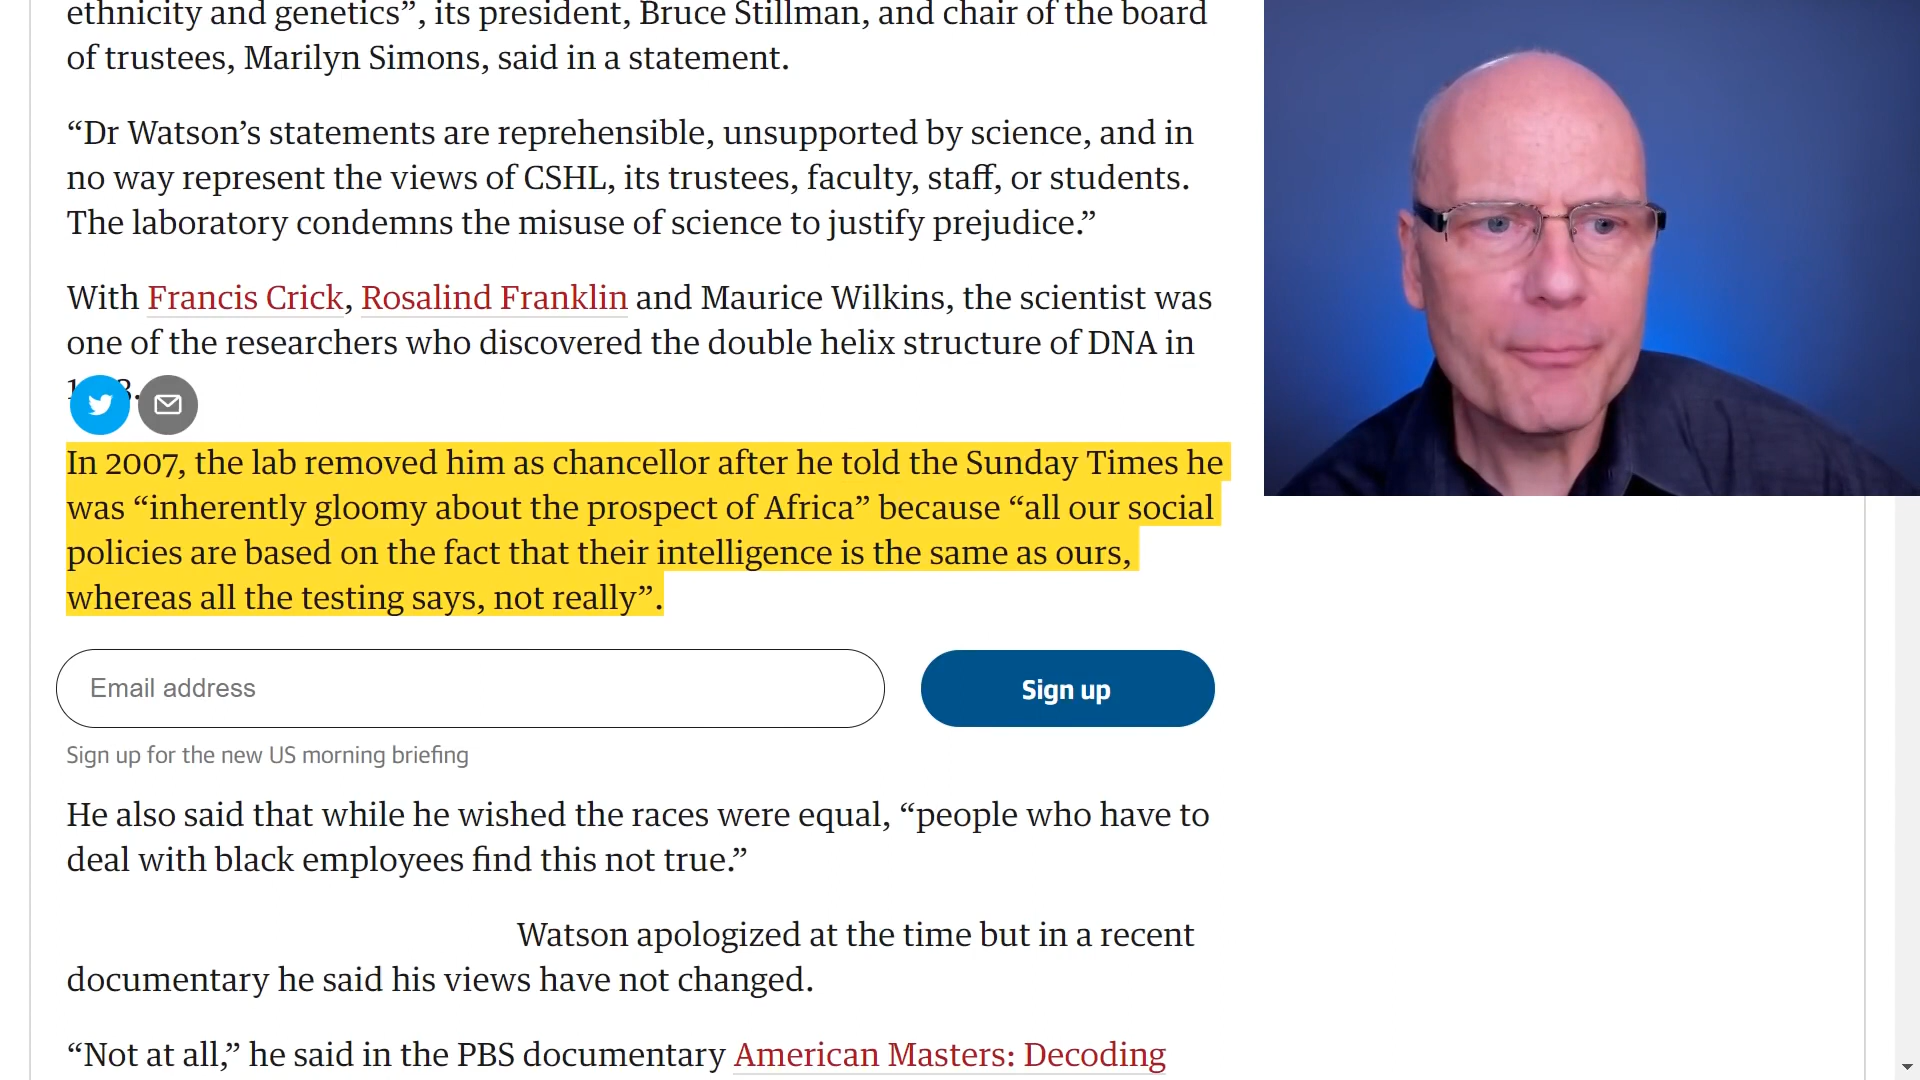 ethnicity and genetics”, its president, Bruce Stillman, and chair of the board
of trustees, Marilyn Simons, said in a statement.
“Dr Watson’s statements are reprehensible, unsupported by science, and in
no way represent the views of CSHL, its trustees, faculty, staff, or students.
The laboratory condemns the misuse of science to justify prejudice.”
With Francis Crick, Rosalind Franklin and Maurice Wilkins, the scientist was
one of the researchers who discovered the double helix structure of DNA in
In 2007, the lab removed him as chancellor after he told the Sunday Times he
was “inherently gloomy about the prospect of Africa” because “all our social
policies are based on the fact that their intelligence is the same as ours,
whereas all the testing says, not really”.
Email address
Sign up
Sign up for the new US morning briefing
He also said that while he wished the races were equal, “people who have to
deal with black employees find this not true.”
Watson apologized at the time but in a recent
documentary he said his views have not changed.
“Not at all,” he said in the PBS documentary American Masters: Decoding